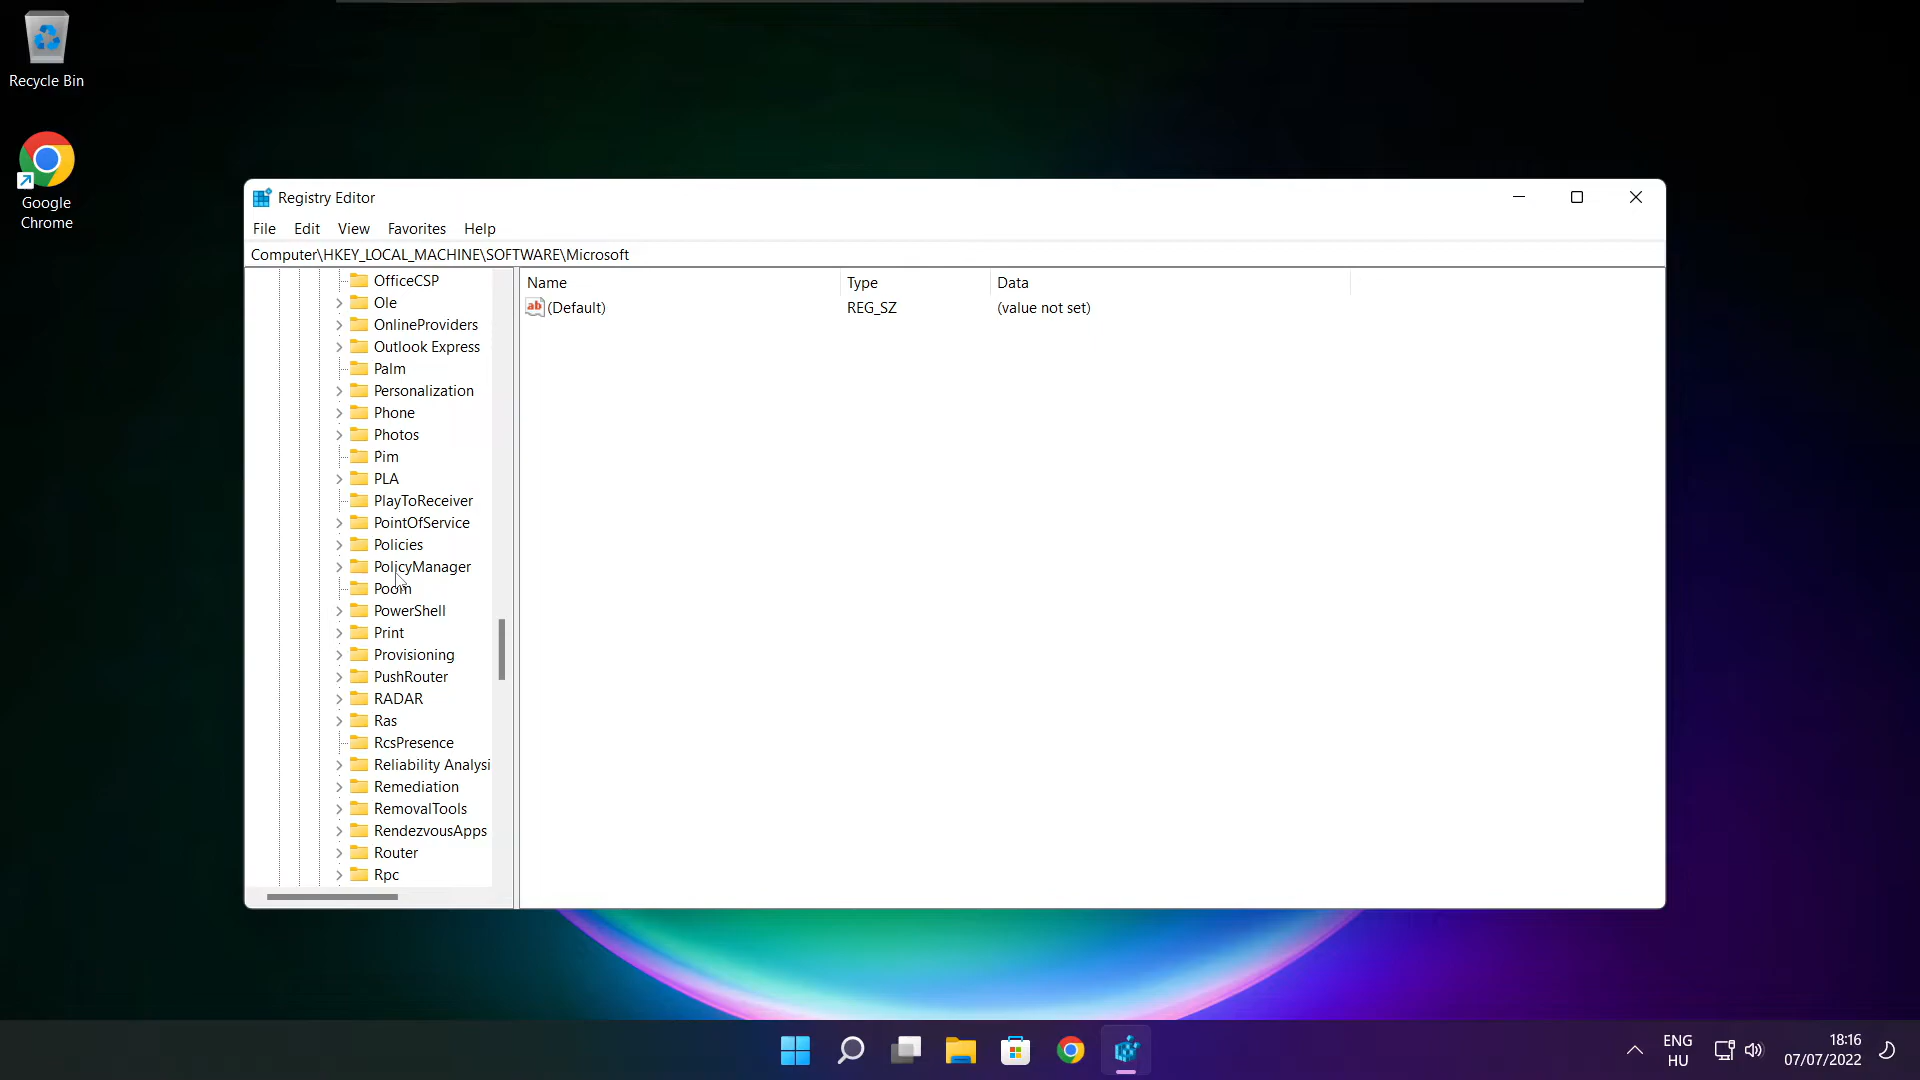 Recycle Bin
Google
Chrome
Registry Editor
File Edit View Favorites Help
Computer\HKEY_LOCAL_MACHINE\SOFTWARE\Microsoft
OfficeCSP
Ole
OnlineProviders
Outlook Express
Palm
Personalization
Phone
Photos
Pim
PLA
PlayToReceiver
PointOfService
Policies
PolicyManager
Poom
PowerShell
Print
Provisioning
PushRouter
RADAR
Ras
RcsPresence
Reliability Analysi
Remediation
RemovalTools
RendezvousApps
Router
Rpc
Name Type Data
ab (Default) REG_SZ (value not set)
ENG
HU
18:16
07/07/2022